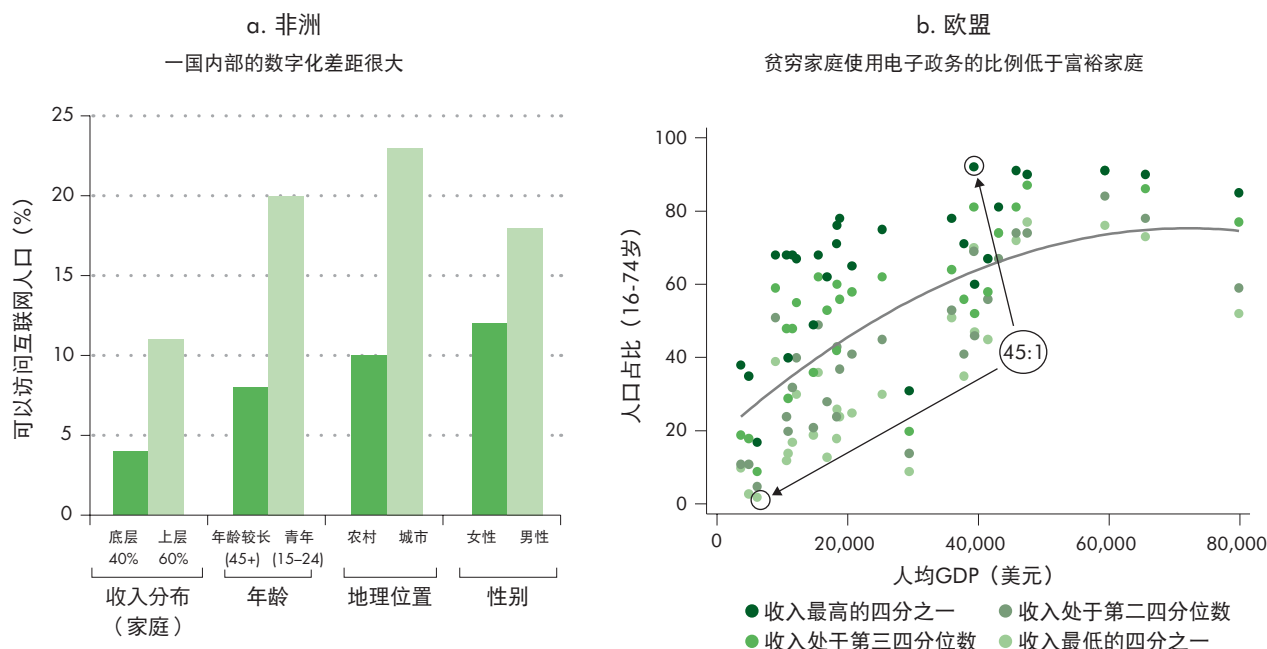 a. 非洲
一国内部的数字化差距很大
可以访问互联网人口（%）
25
20
15
10
5
0
底层 上层 年龄较长 青年 农村 城市 女性 男性
40% 60% (45+) (15–24)
收入分布 年龄 地理位置 性别
（家庭）
b. 欧盟
贫穷家庭使用电子政务的比例低于富裕家庭
人口占比（16-74岁）
100
80
60
40
20
0
45:1
0 20,000 40,000 60,000 80,000
人均GDP（美元）
收入最高的四分之一 收入处于第二四分位数
收入处于第三四分位数 收入最低的四分之一